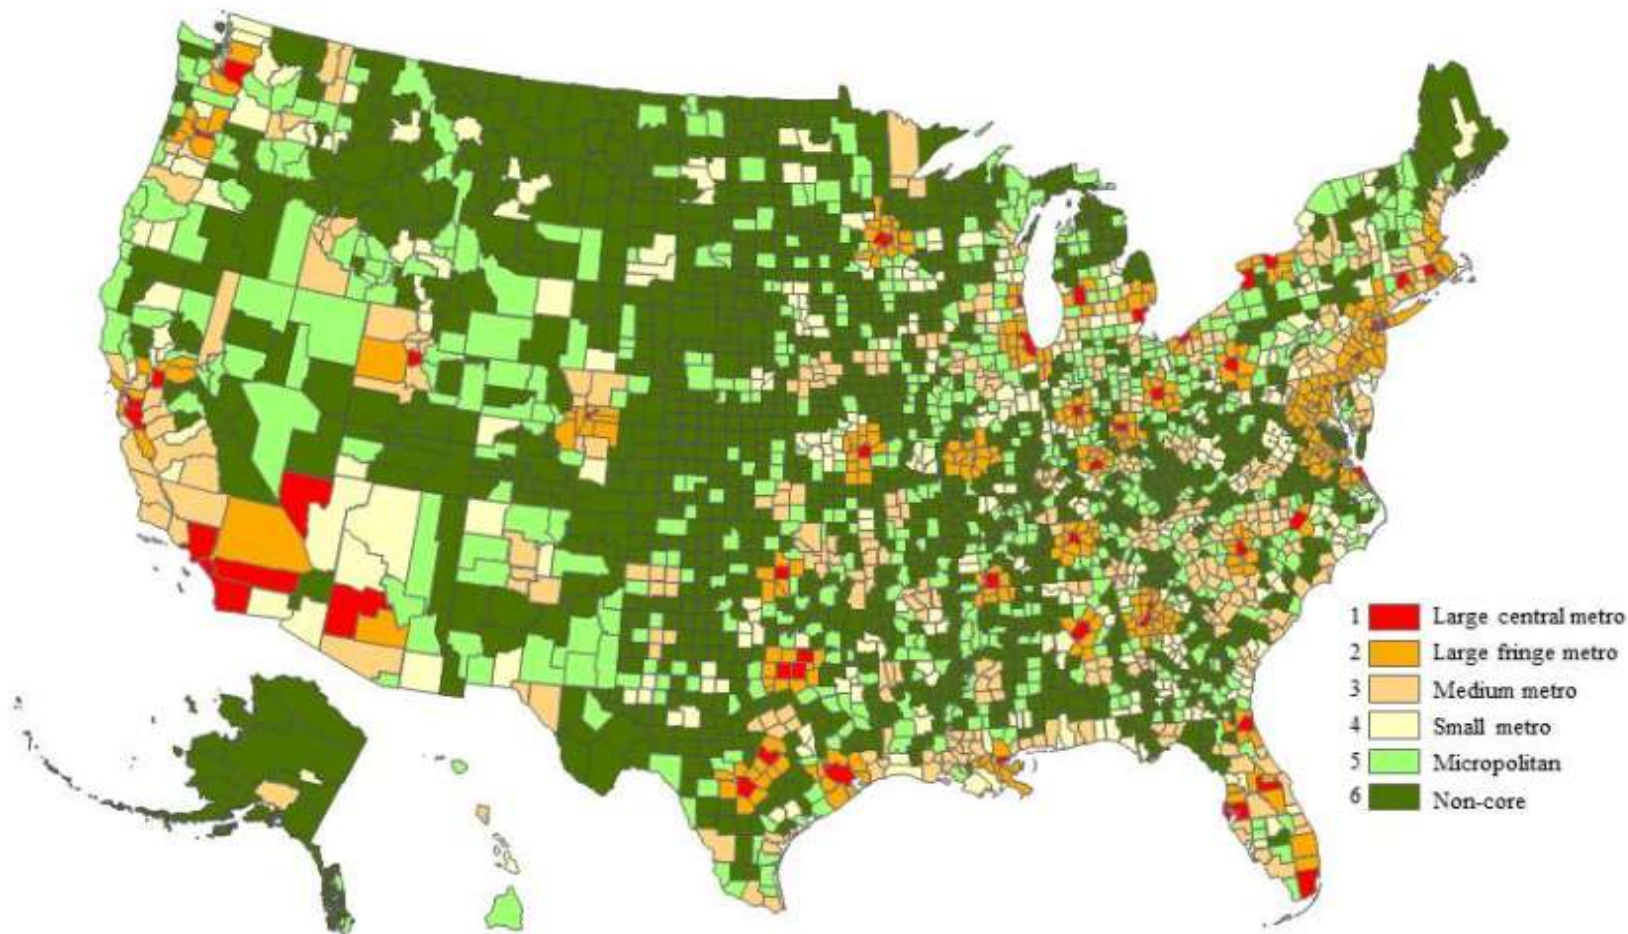 1 Large central metro
2 Large fringe metro
3 Medium metro
4 Small metro
5 Micropolitan
6 Non-core